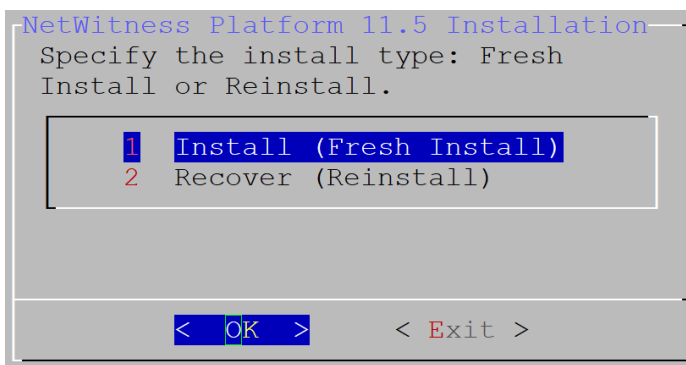 NetWitness Platform 11.5 Installation
Specify the install type: Fresh
Install or Reinstall.
1 Install (Fresh Install)
2 Recover (Reinstall)
< OK > < Exit >